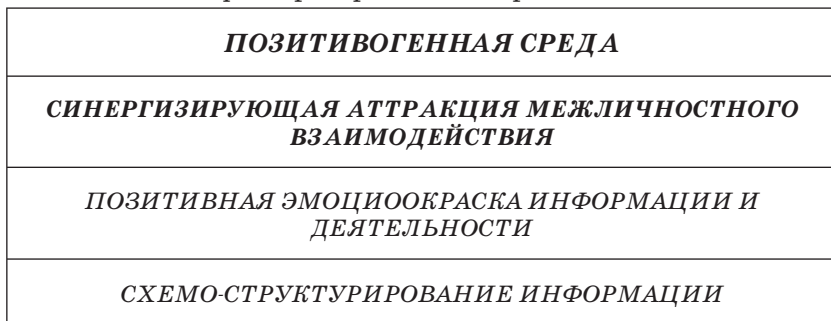 ПОЗИТИВОГЕННАЯ СРЕДА
СИНЕРГИЗИРУЮЩАЯ АТТРАКЦИЯ МЕЖЛИЧНОСТНОГО
ВЗАИМОДЕЙСТВИЯ
ПОЗИТИВНАЯ ЭМОЦИООКРАСКА ИНФОРМАЦИИ И
ДЕЯТЕЛЬНОСТИ
СХЕМО-СТРУКТУРИРОВАНИЕ ИНФОРМАЦИИ